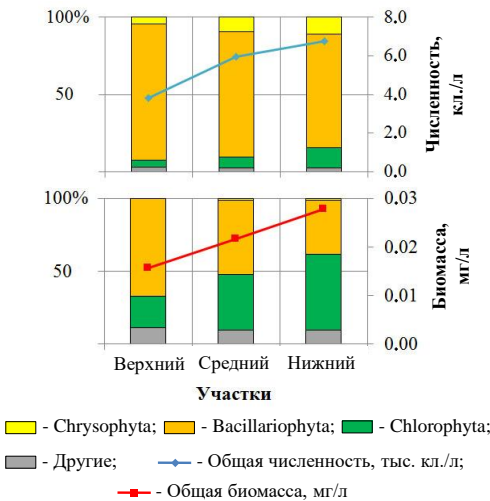 100%
50
8.0
6.0
4.0
2.0
0.0
Численность,
кл./л
100%
50
0.03
0.02
0.01
0.00
Биомасса,
мг/л
Верхний Средний Нижний
Участки
- Chrysophyta; - Bacillariophyta; - Chlorophyta;
- Другие; - Общая численность, тыс. кл./л;
- Общая биомасса, мг/л